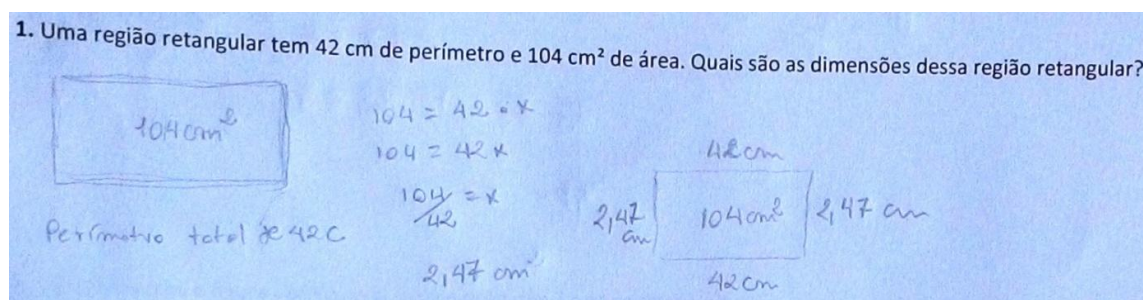 1. Uma região retangular tem 42 cm de perímetro e 104 cm² de área. Quais são as dimensões dessa região retangular?
104 cm²
Perímetro total de 42 C
104 = 42 • x
104 = 42 x
104/42 = x
2,47 cm
42 cm
2,47 cm
104 cm²
2,47 cm
42 cm